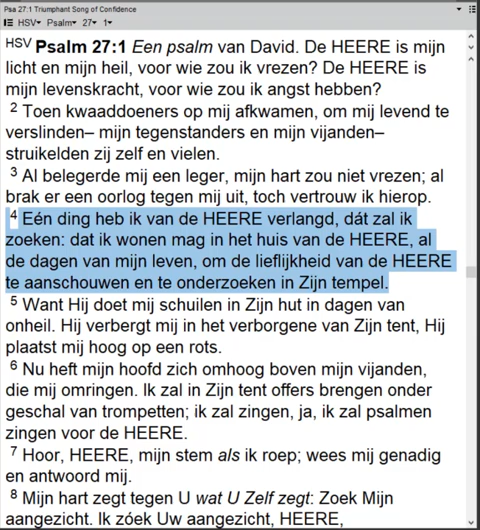 Psa 27:1 Triumphant Song of Confidence
HSV Psalm 27 1
HSV Psalm 27:1 Een psalm van David. De HEERE is mijn
licht en mijn heil, voor wie zou ik vrezen? De HEERE is
mijn levenskracht, voor wie zou ik angst hebben?
2 Toen kwaaddoeners op mij afkwamen, om mij levend te
verslinden– mijn tegenstanders en mijn vijanden–
struikelden zij zelf en vielen.
3 Al belegerde mij een leger, mijn hart zou niet vrezen; al
brak er een oorlog tegen mij uit, toch vertrouw ik hierop.
4 Eén ding heb ik van de HEERE verlangd, dát zal ik
zoeken: dat ik wonen mag in het huis van de HEERE, al
de dagen van mijn leven, om de lieflijkheid van de HEERE
te aanschouwen en te onderzoeken in Zijn tempel.
5 Want Hij doet mij schuilen in Zijn hut in dagen van
onheil. Hij verbergt mij in het verborgene van Zijn tent, Hij
plaatst mij hoog op een rots.
6 Nu heft mijn hoofd zich omhoog boven mijn vijanden,
die mij omringen. Ik zal in Zijn tent offers brengen onder
geschal van trompetten; ik zal zingen, ja, ik zal psalmen
zingen voor de HEERE.
7 Hoor, HEERE, mijn stem als ik roep; wees mij genadig
en antwoord mij.
8 Mijn hart zegt tegen U wat U Zelf zegt: Zoek Mijn
aangezicht. Ik zóek Uw aangezicht, HEERE,